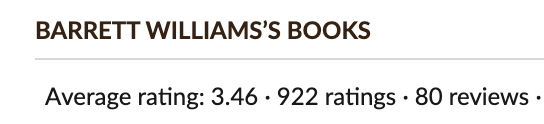 BARRETT WILLIAMS’S BOOKS
Average rating: 3.46 · 922 ratings · 80 reviews ·